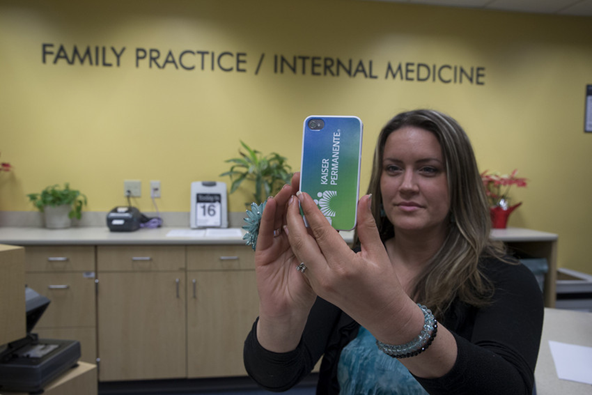 FAMILY PRACTICE / INTERNAL MEDICINE
KAISER
PERMANENTE®
16